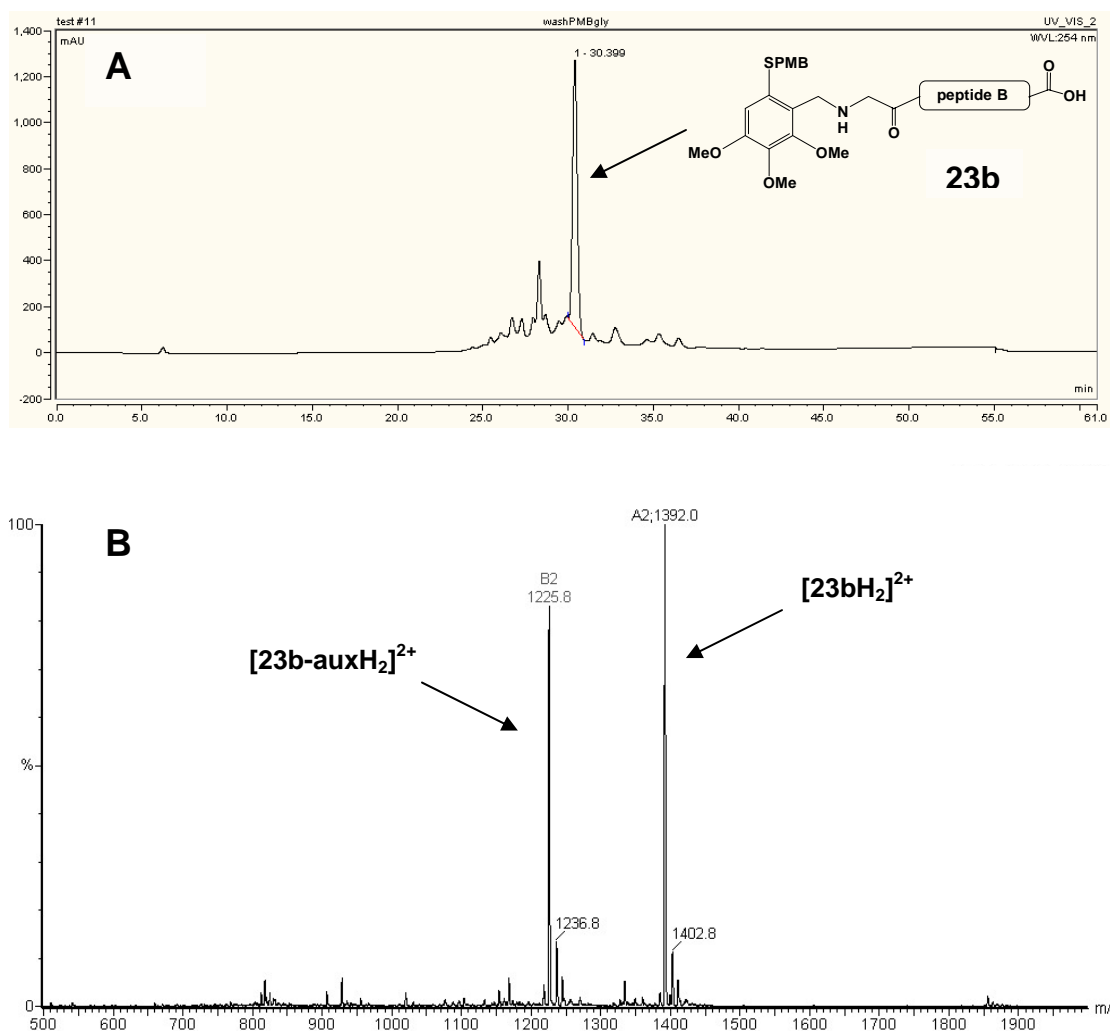 test #11 washPMBgly UV_VIS_2
1,400 mAU WVL:254 nm
A
1 - 30.399
SPMB
O
peptide B
OH
N
H
O
MeO
OMe
OMe
23b
1,200
1,000
800
600
400
200
0
-200
min
0.0 5.0 10.0 15.0 20.0 25.0 30.0 35.0 40.0 45.0 50.0 55.0 61.0
B
100
A2;1392.0
B2
1225.8
[23bH2]2+
[23b-auxH2]2+
%
1236.8
1402.8
0
500 600 700 800 900 1000 1100 1200 1300 1400 1500 1600 1700 1800 1900